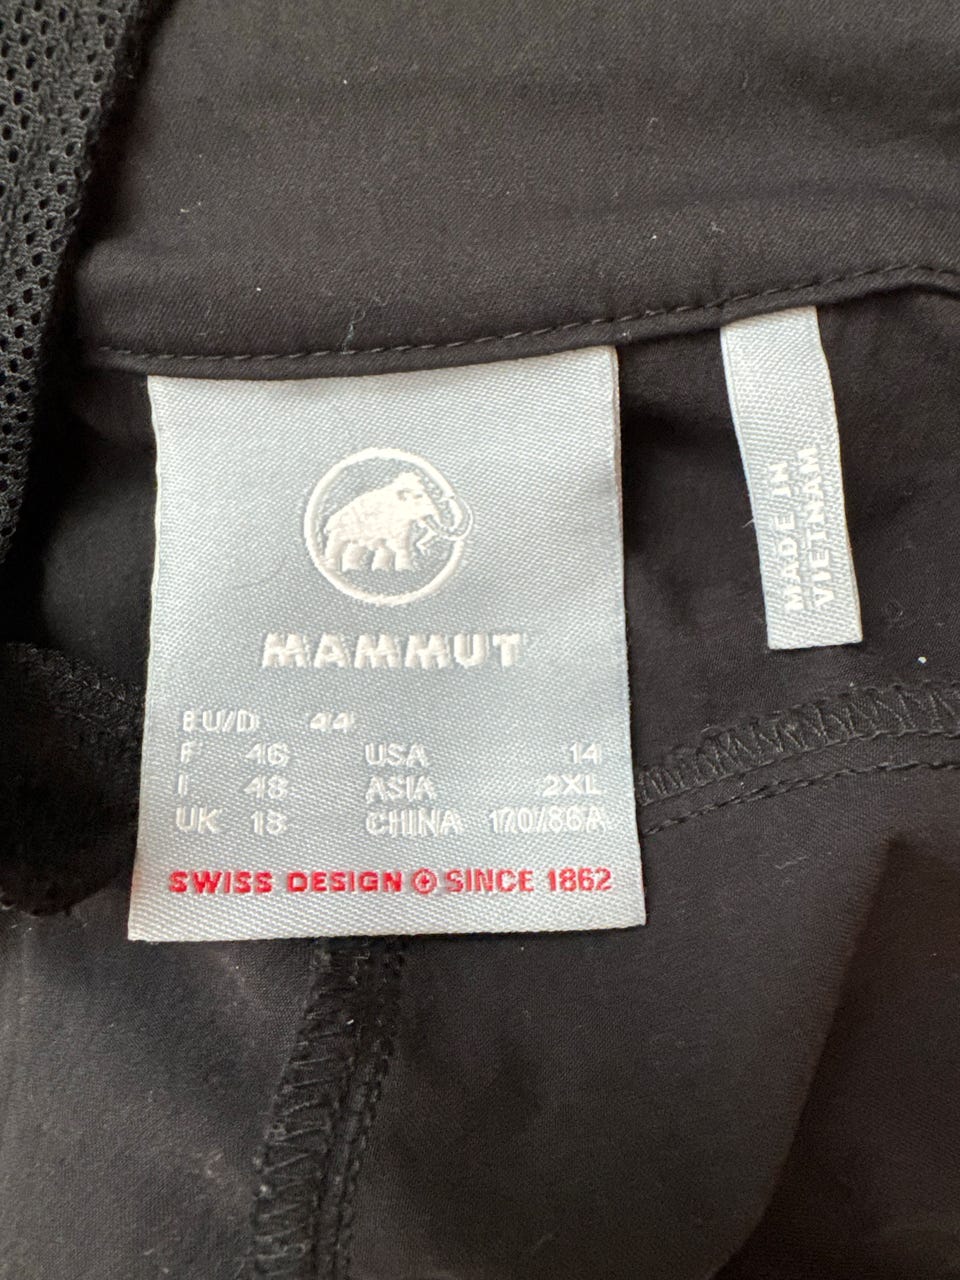 MAMMUT
EU/D 44
F 46 USA 14
I 48 ASIA 2XL
UK 18 CHINA 170/86A
SWISS DESIGN SINCE 1862
MADE IN
VIETNAM